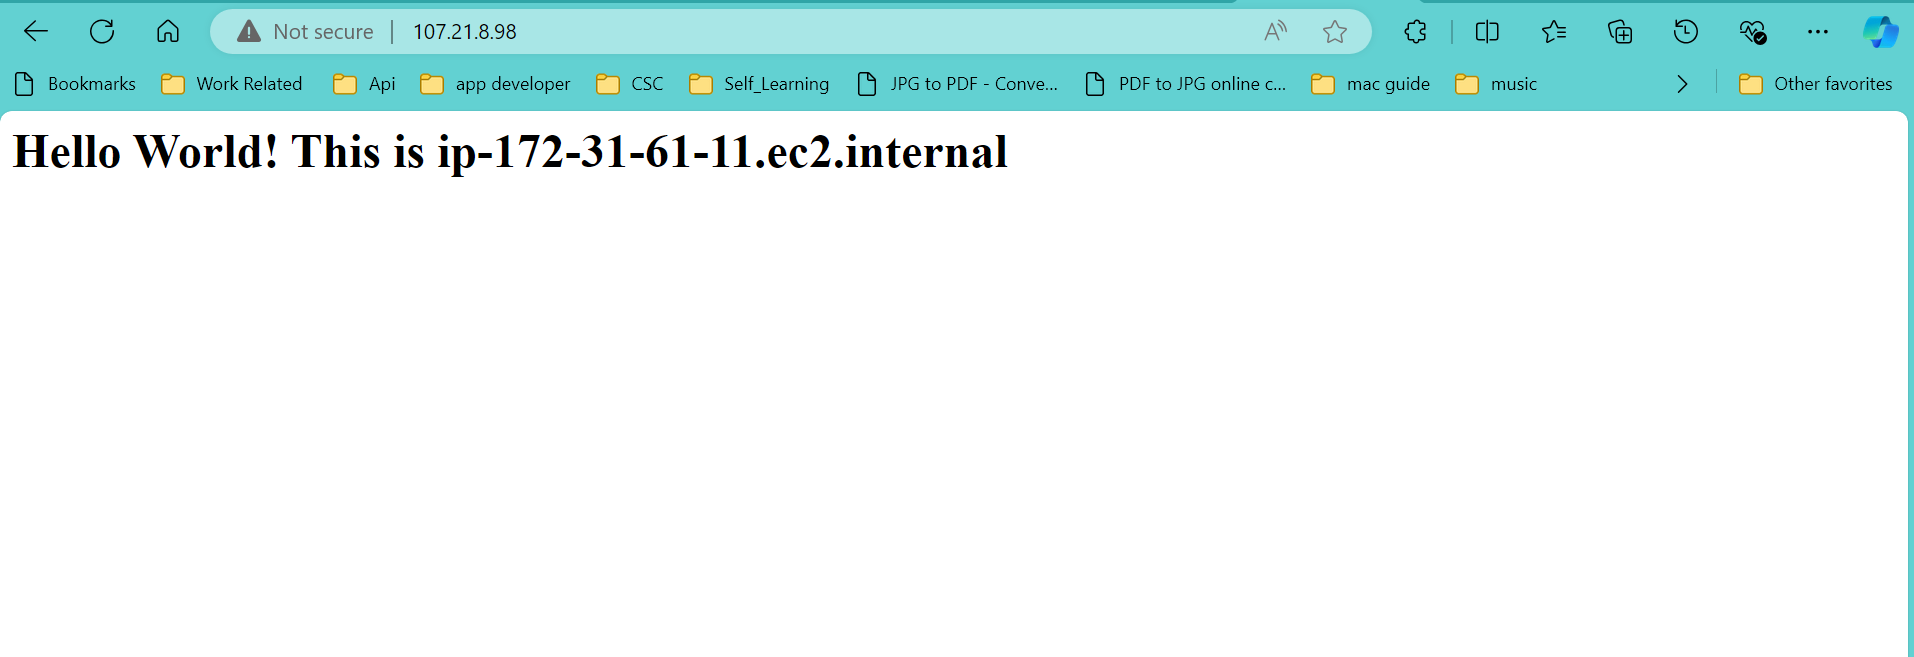 Not secure 107.21.8.98
Bookmarks Work Related Api app developer CSC Self_Learning JPG to PDF - Conve... PDF to JPG online c... mac guide music Other favorites
Hello World! This is ip-172-31-61-11.ec2.internal